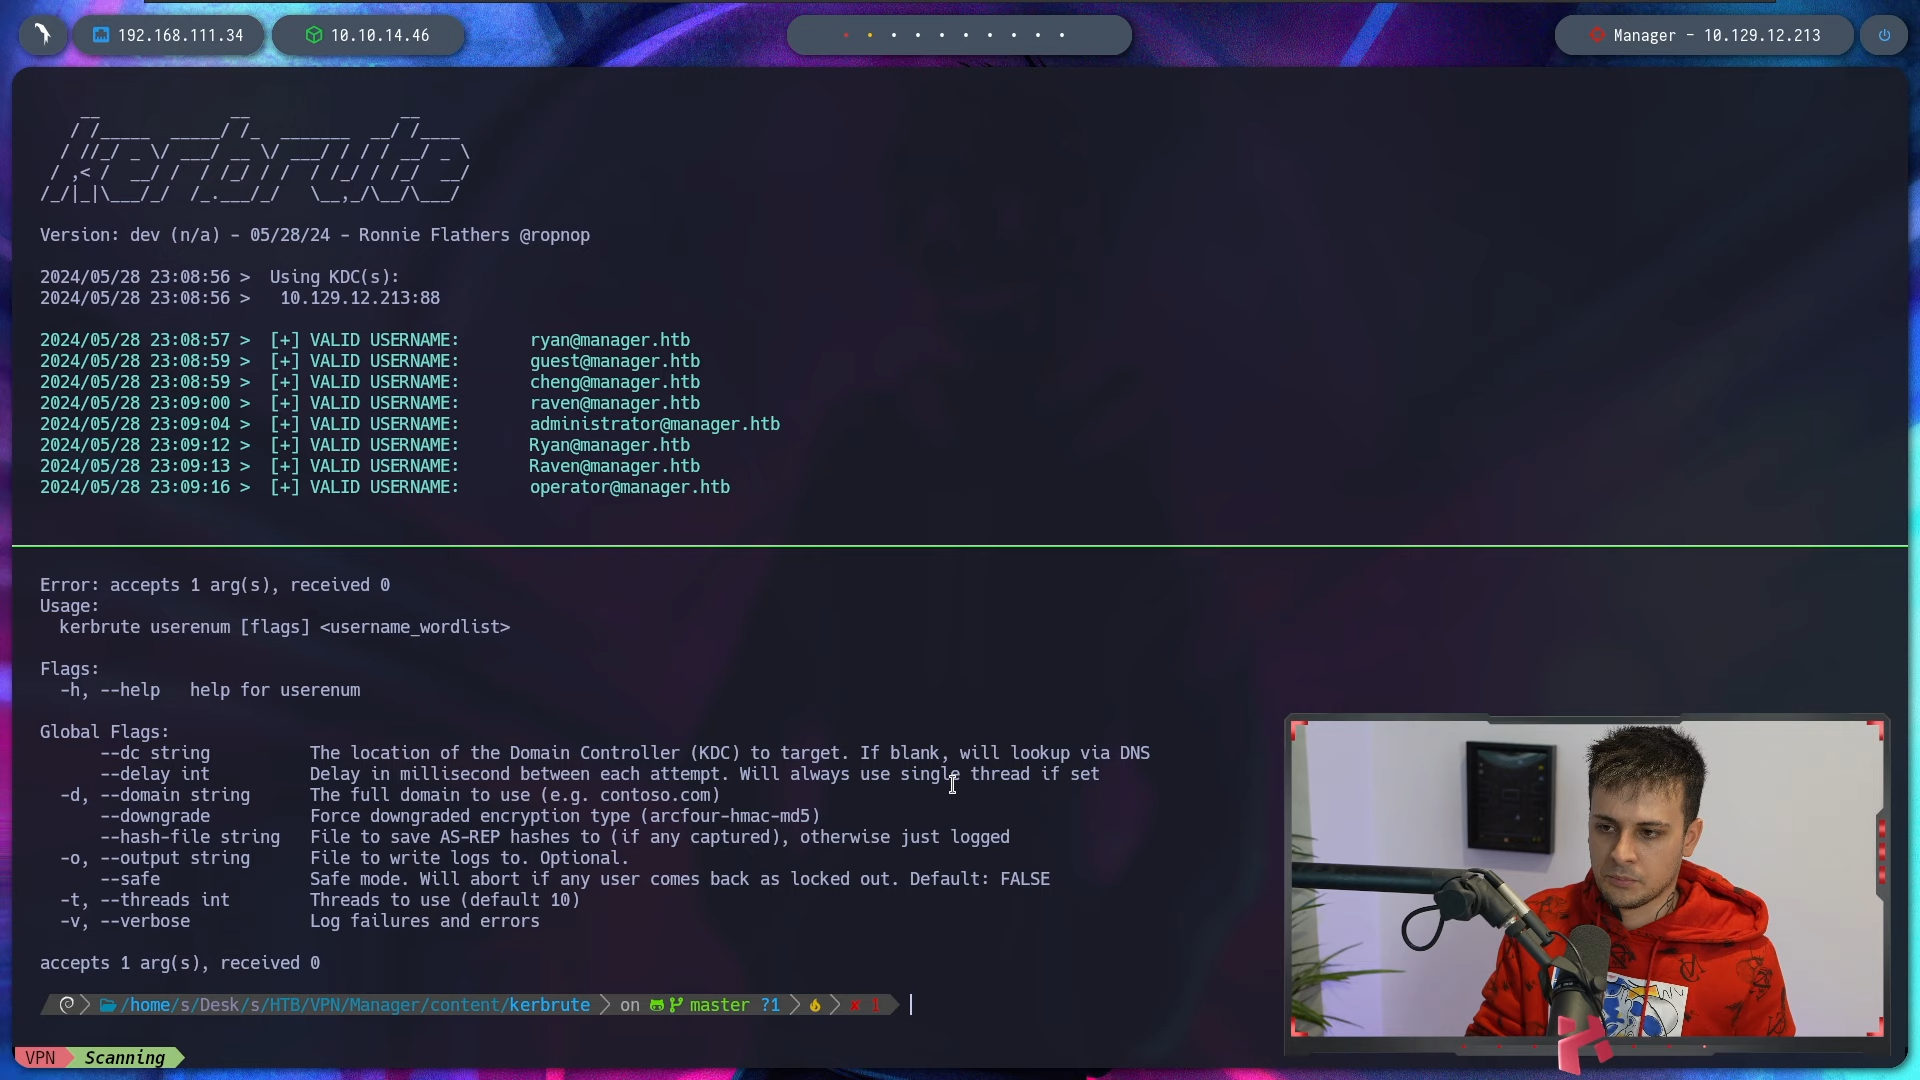 192.168.111.34
10.10.14.46
Manager - 10.129.12.213
kerbrute
Version: dev (n/a) - 05/28/24 - Ronnie Flathers @ropnop
2024/05/28 23:08:56 >  Using KDC(s):
2024/05/28 23:08:56 >   10.129.12.213:88
2024/05/28 23:08:57 >  [+] VALID USERNAME:       ryan@manager.htb
2024/05/28 23:08:59 >  [+] VALID USERNAME:       guest@manager.htb
2024/05/28 23:08:59 >  [+] VALID USERNAME:       cheng@manager.htb
2024/05/28 23:09:00 >  [+] VALID USERNAME:       raven@manager.htb
2024/05/28 23:09:04 >  [+] VALID USERNAME:       administrator@manager.htb
2024/05/28 23:09:12 >  [+] VALID USERNAME:       Ryan@manager.htb
2024/05/28 23:09:13 >  [+] VALID USERNAME:       Raven@manager.htb
2024/05/28 23:09:16 >  [+] VALID USERNAME:       operator@manager.htb
Error: accepts 1 arg(s), received 0
Usage:
  kerbrute userenum [flags] <username_wordlist>
Flags:
  -h, --help   help for userenum
Global Flags:
      --dc string          The location of the Domain Controller (KDC) to target. If blank, will lookup via DNS
      --delay int          Delay in millisecond between each attempt. Will always use single thread if set
  -d, --domain string      The full domain to use (e.g. contoso.com)
      --downgrade          Force downgraded encryption type (arcfour-hmac-md5)
      --hash-file string   File to save AS-REP hashes to (if any captured), otherwise just logged
  -o, --output string      File to write logs to. Optional.
      --safe               Safe mode. Will abort if any user comes back as locked out. Default: FALSE
  -t, --threads int        Threads to use (default 10)
  -v, --verbose            Log failures and errors
accepts 1 arg(s), received 0
/home/s/Desk/s/HTB/VPN/Manager/content/kerbrute > on master ?1 > > x 1
VPN Scanning